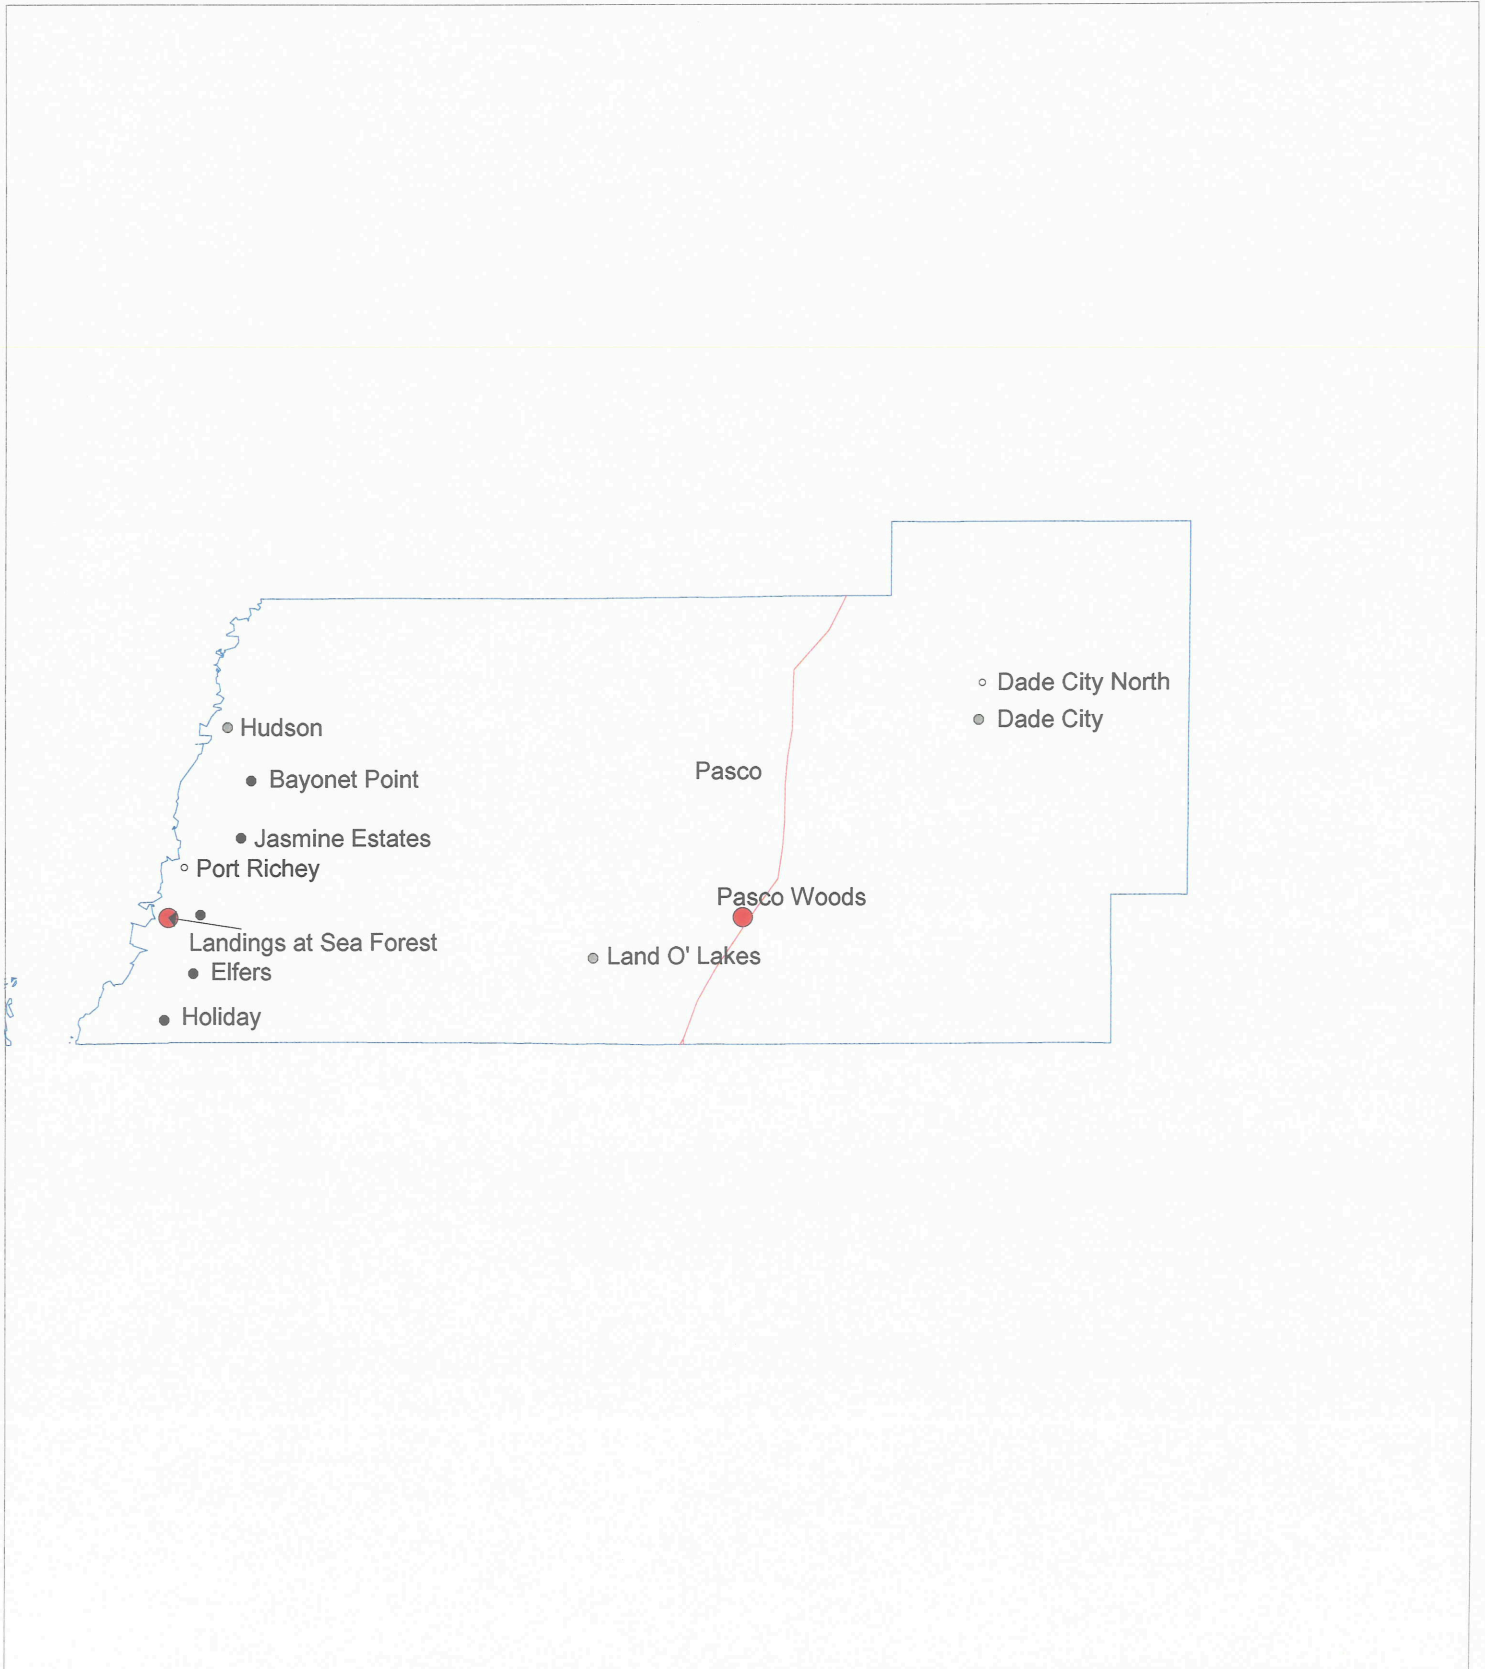 Dade City North
Dade City
Hudson
Pasco
Bayonet Point
Jasmine Estates
Port Richey
Pasco Woods
Landings at Sea Forest
Land O' Lakes
Elfers
Holiday